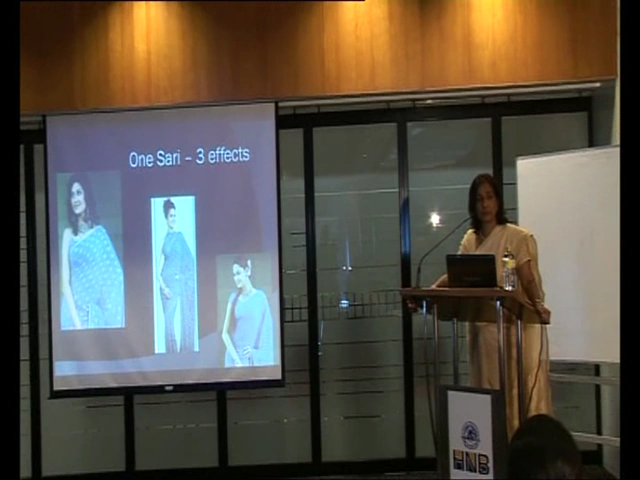 One Sari – 3 effects
HNB